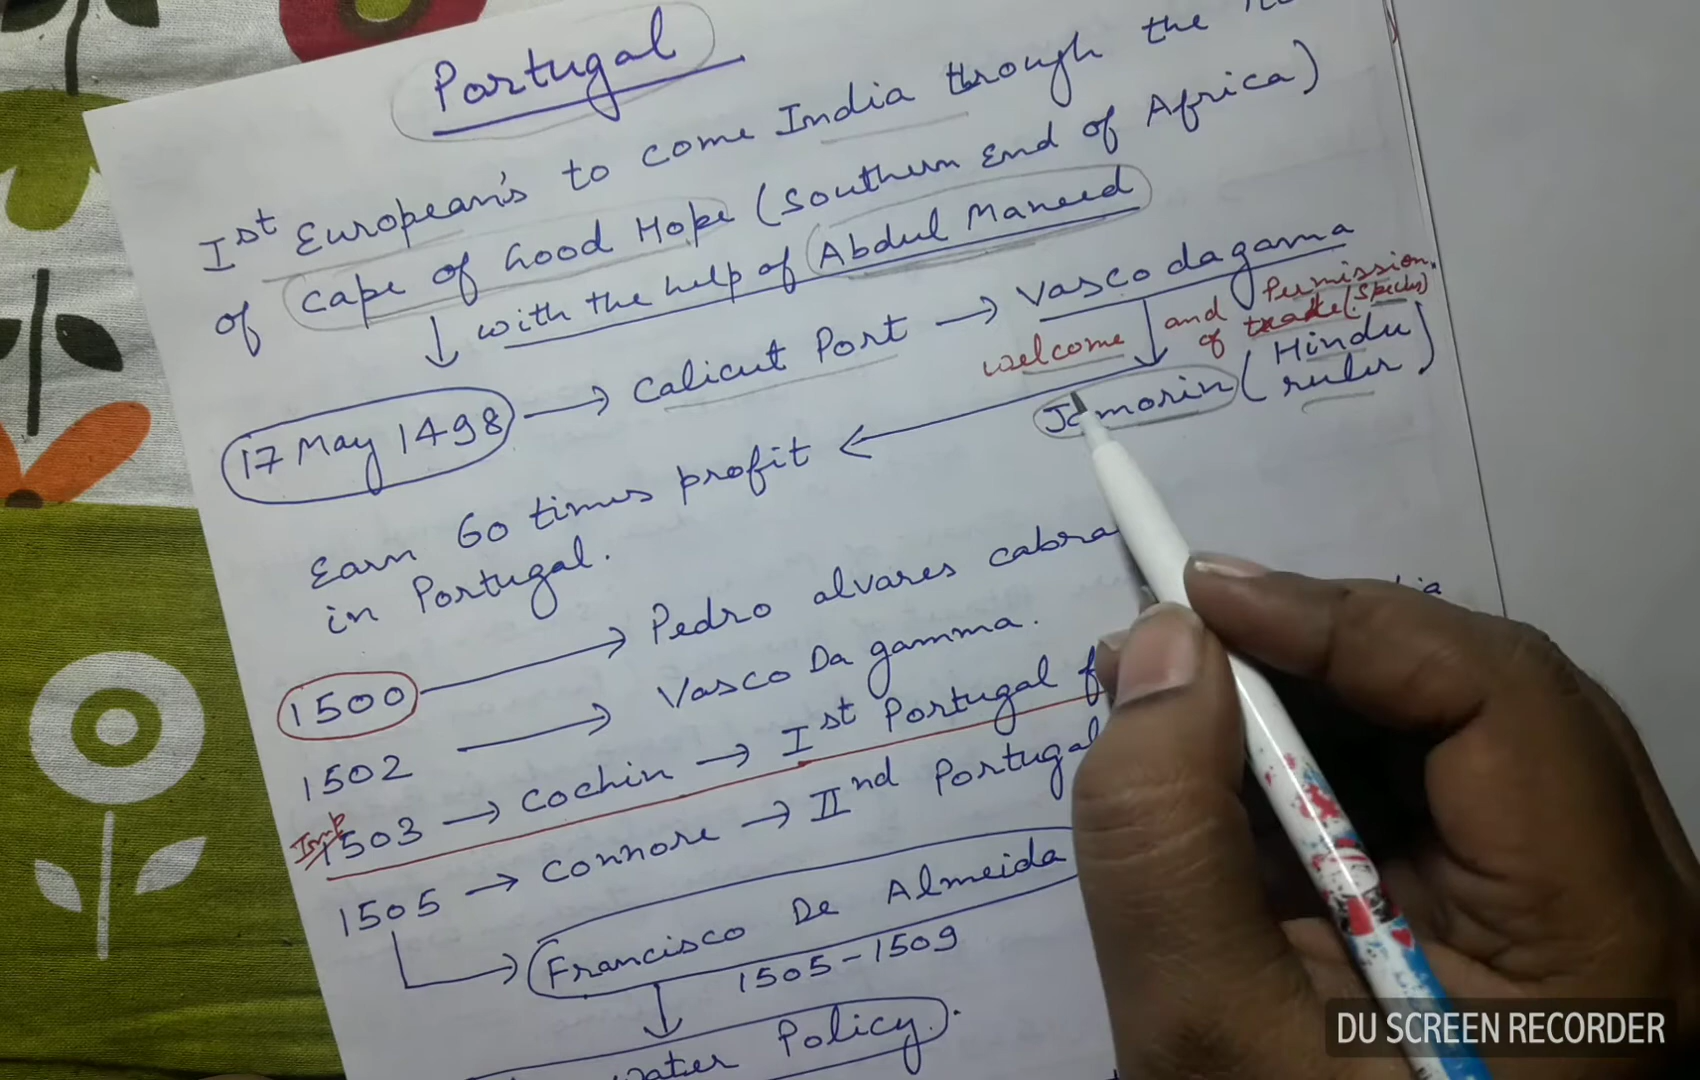 Portugal
Ist European's to come India through the
of Cape of Good Hope (Southern End of Africa)
with the help of Abdul Maneed
17 May 1498 → Calicut Port → Vasco da gama
welcome and Permission
of trade (Spices)
Jamorin (Hindu
ruler)
Earn 60 times profit
in Portugal.
1500 → Pedro alvares cabra
1502 → Vasco Da gamma.
Imp
1503 → Cochin → Ist Portugal f
1505 → Connore → IInd Portugal
Francisco De Almeida
1505-1509
water Policy.
DU SCREEN RECORDER